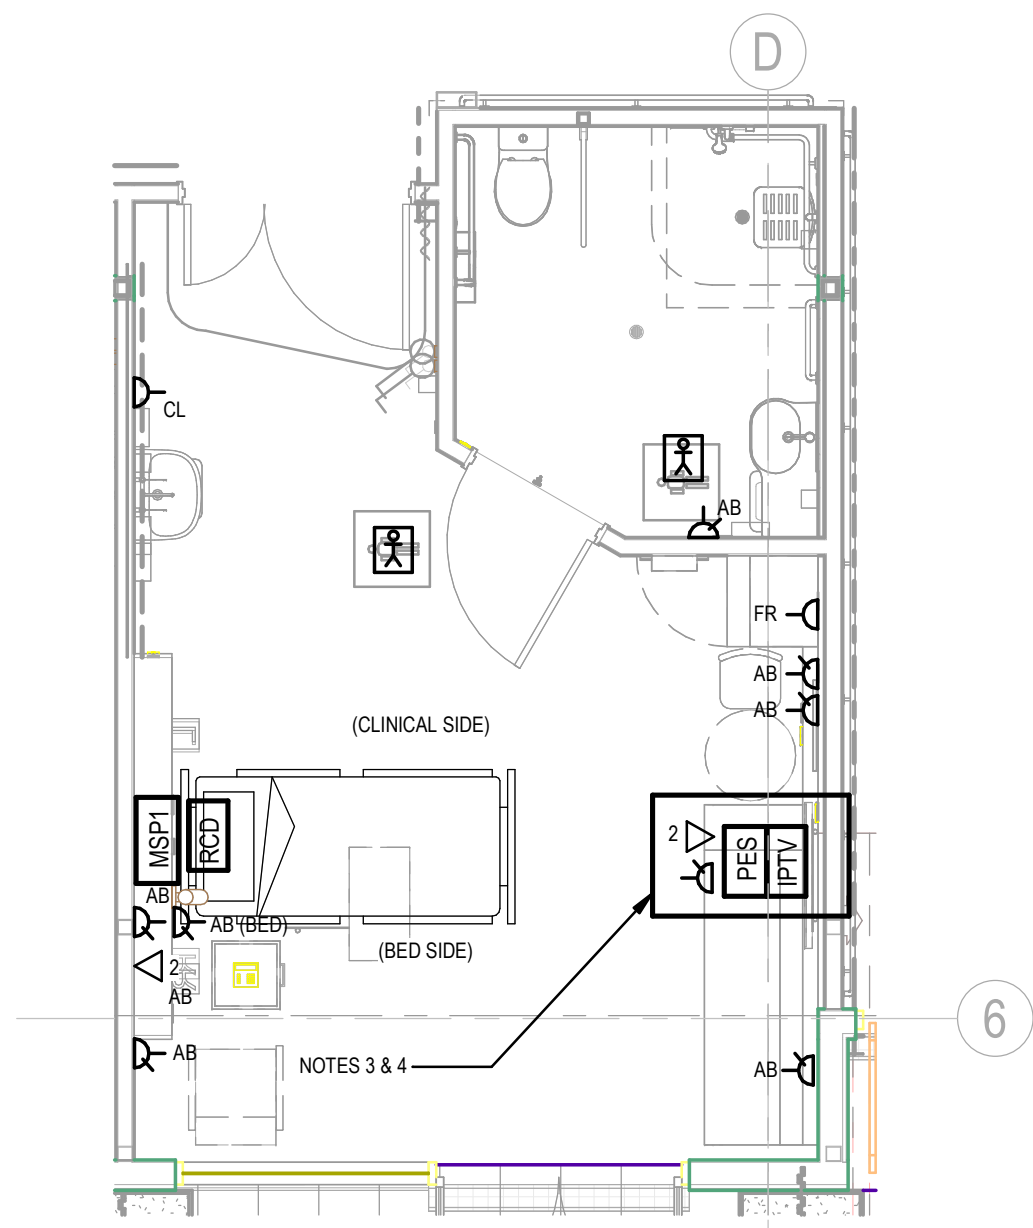 D
CL
AB
FR
AB
AB
(CLINICAL SIDE)
MSP1
RCD
2
PES
IPTV
AB
AB (BED)
(BED SIDE)
2
AB
6
AB
NOTES 3 & 4
AB